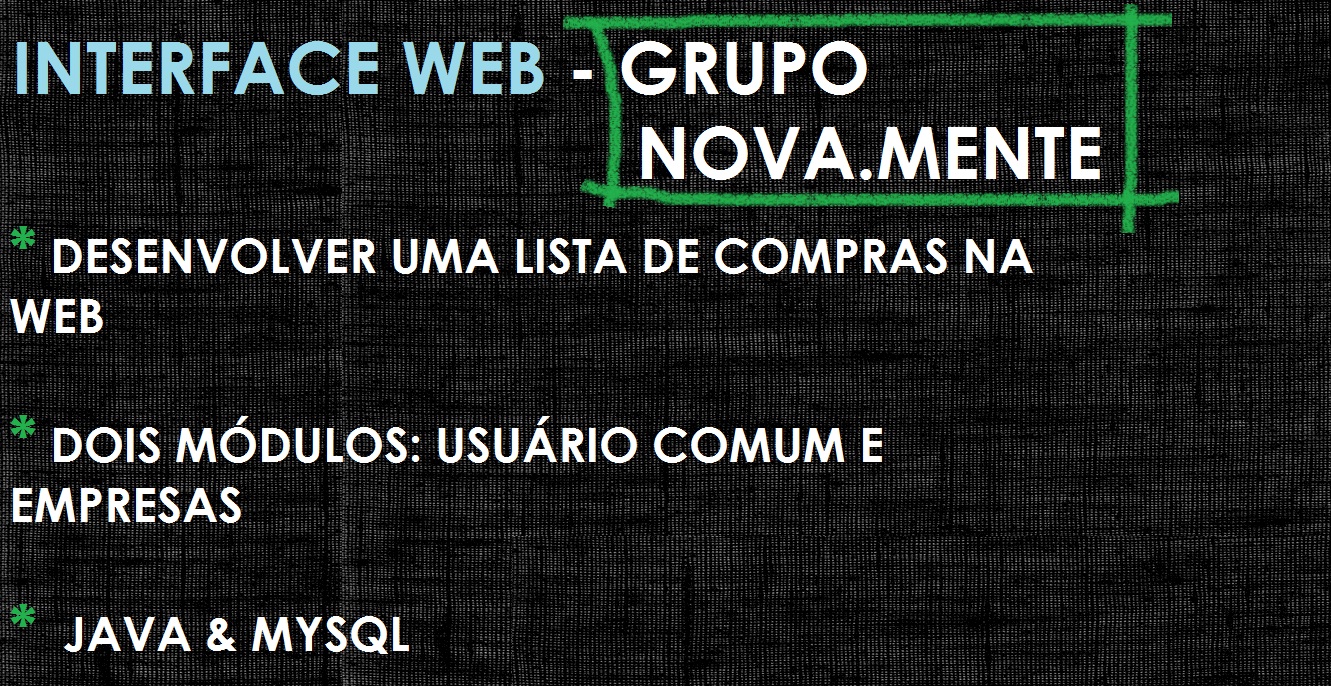 INTERFACE WEB - GRUPO
NOVA.MENTE
* DESENVOLVER UMA LISTA DE COMPRAS NA
WEB
* DOIS MÓDULOS: USUÁRIO COMUM E
EMPRESAS
* JAVA & MYSQL